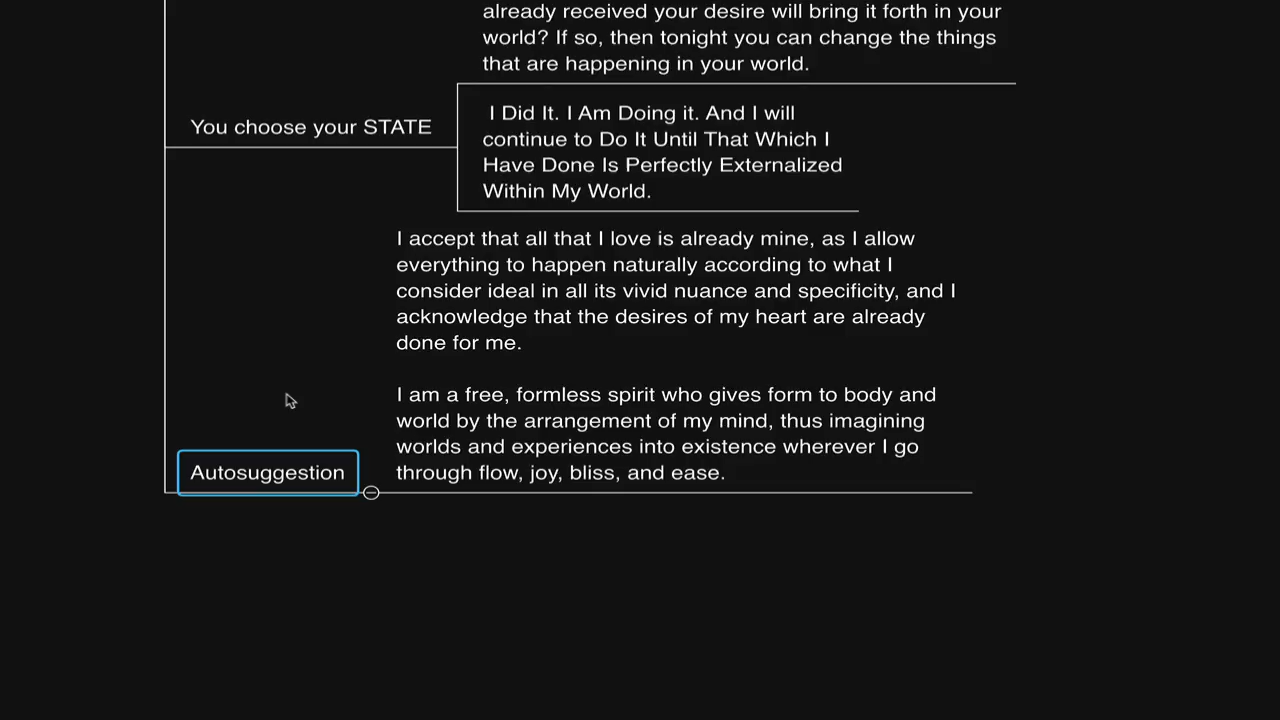 already received your desire will bring it forth in your
world? If so, then tonight you can change the things
that are happening in your world.
You choose your STATE
I Did It. I Am Doing it. And I will
continue to Do It Until That Which I
Have Done Is Perfectly Externalized
Within My World.
I accept that all that I love is already mine, as I allow
everything to happen naturally according to what I
consider ideal in all its vivid nuance and specificity, and I
acknowledge that the desires of my heart are already
done for me.
I am a free, formless spirit who gives form to body and
world by the arrangement of my mind, thus imagining
worlds and experiences into existence wherever I go
through flow, joy, bliss, and ease.
Autosuggestion